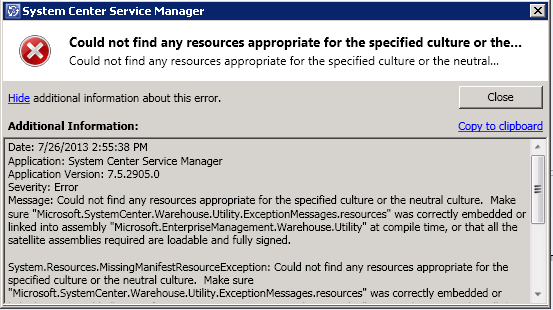 System Center Service Manager
Could not find any resources appropriate for the specified culture or the...
Could not find any resources appropriate for the specified culture or the neutral...
Hide additional information about this error.
Close
Additional Information:
Copy to clipboard
Date: 7/26/2013 2:55:38 PM
Application: System Center Service Manager
Application Version: 7.5.2905.0
Severity: Error
Message: Could not find any resources appropriate for the specified culture or the neutral culture.  Make
sure "Microsoft.SystemCenter.Warehouse.Utility.ExceptionMessages.resources" was correctly embedded or
linked into assembly "Microsoft.EnterpriseManagement.Warehouse.Utility" at compile time, or that all the
satellite assemblies required are loadable and fully signed.
System.Resources.MissingManifestResourceException: Could not find any resources appropriate for the
specified culture or the neutral culture.  Make sure
"Microsoft.SystemCenter.Warehouse.Utility.ExceptionMessages.resources" was correctly embedded or